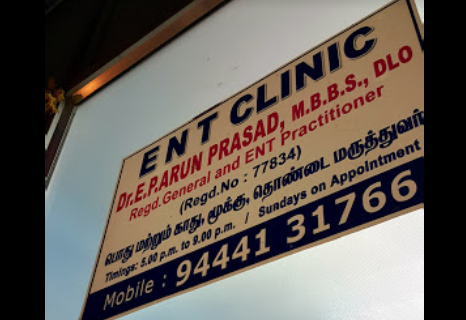 ENT CLINIC
Dr.E.P.ARUN PRASAD, M.B.B.S., DLO
Regd.General and ENT Practitioner
(Regd.No : 77834)
பொது மற்றும் காது, மூக்கு, தொண்டை மருத்துவர்
Timings: 5.00 p.m. to 9.00 p.m. / Sundays on Appointment
Mobile : 94441 31766